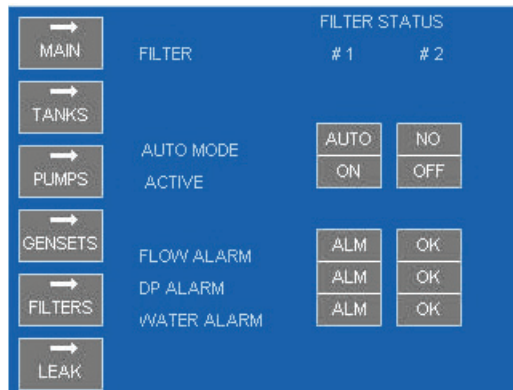 FILTER STATUS
MAIN FILTER # 1 # 2
TANKS
AUTO MODE AUTO NO
PUMPS ACTIVE ON OFF
GENSETS FLOW ALARM ALM OK
DP ALARM ALM OK
FILTERS WATER ALARM ALM OK
LEAK